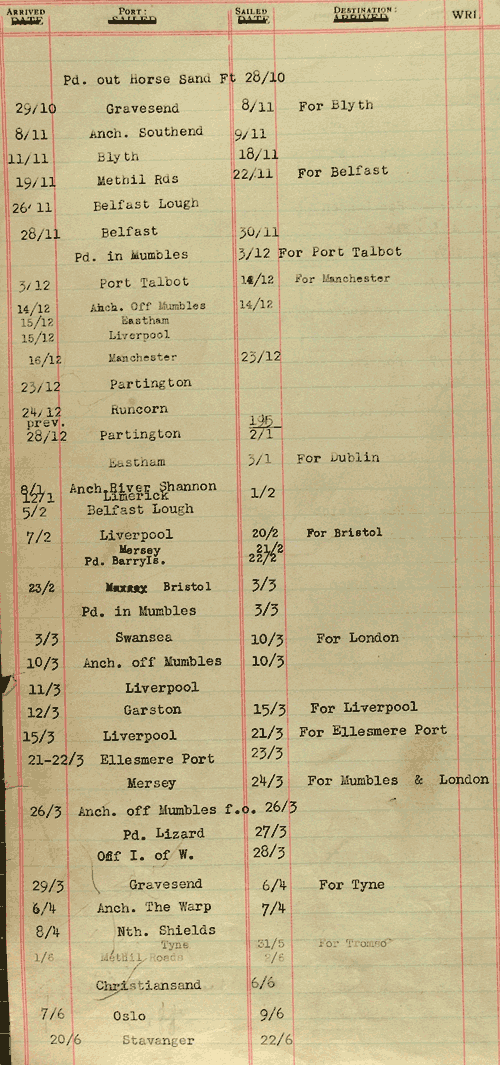 ARRIVED DATE PORT: SAILED SAILED DATE DESTINATION: ARRIVED WRI
Pd. out Horse Sand Ft 28/10
29/10 Gravesend 8/11 For Blyth
8/11 Anch. Southend 9/11
11/11 Blyth 18/11
19/11 Methil Rds 22/11 For Belfast
26/11 Belfast Lough
28/11 Belfast 30/11
Pd. in Mumbles 3/12 For Port Talbot
3/12 Port Talbot 14/12 For Manchester
14/12 Anch. Off Mumbles 14/12
15/12 Eastham
15/12 Liverpool
16/12 Manchester 23/12
23/12 Partington
24/12 Runcorn
prev. 195
28/12 Partington 2/1
Eastham 3/1 For Dublin
8/1 Anch.River Shannon
12/1 Limerick 1/2
5/2 Belfast Lough
7/2 Liverpool 20/2 For Bristol
Mersey 21/2
Pd. BarryIs. 22/2
23/2 Bristol 3/3
Pd. in Mumbles 3/3
3/3 Swansea 10/3 For London
10/3 Anch. off Mumbles 10/3
11/3 Liverpool
12/3 Garston 15/3 For Liverpool
15/3 Liverpool 21/3 For Ellesmere Port
21-22/3 Ellesmere Port 23/3
Mersey 24/3 For Mumbles & London
26/3 Anch. off Mumbles f.o. 26/3
Pd. Lizard 27/3
Off I. of W. 28/3
29/3 Gravesend 6/4 For Tyne
6/4 Anch. The Warp 7/4
8/4 Nth. Shields
Tyne 31/5 For Tromso
1/6 Methil Roads 2/6
Christiansand 6/6
7/6 Oslo 9/6
20/6 Stavanger 22/6